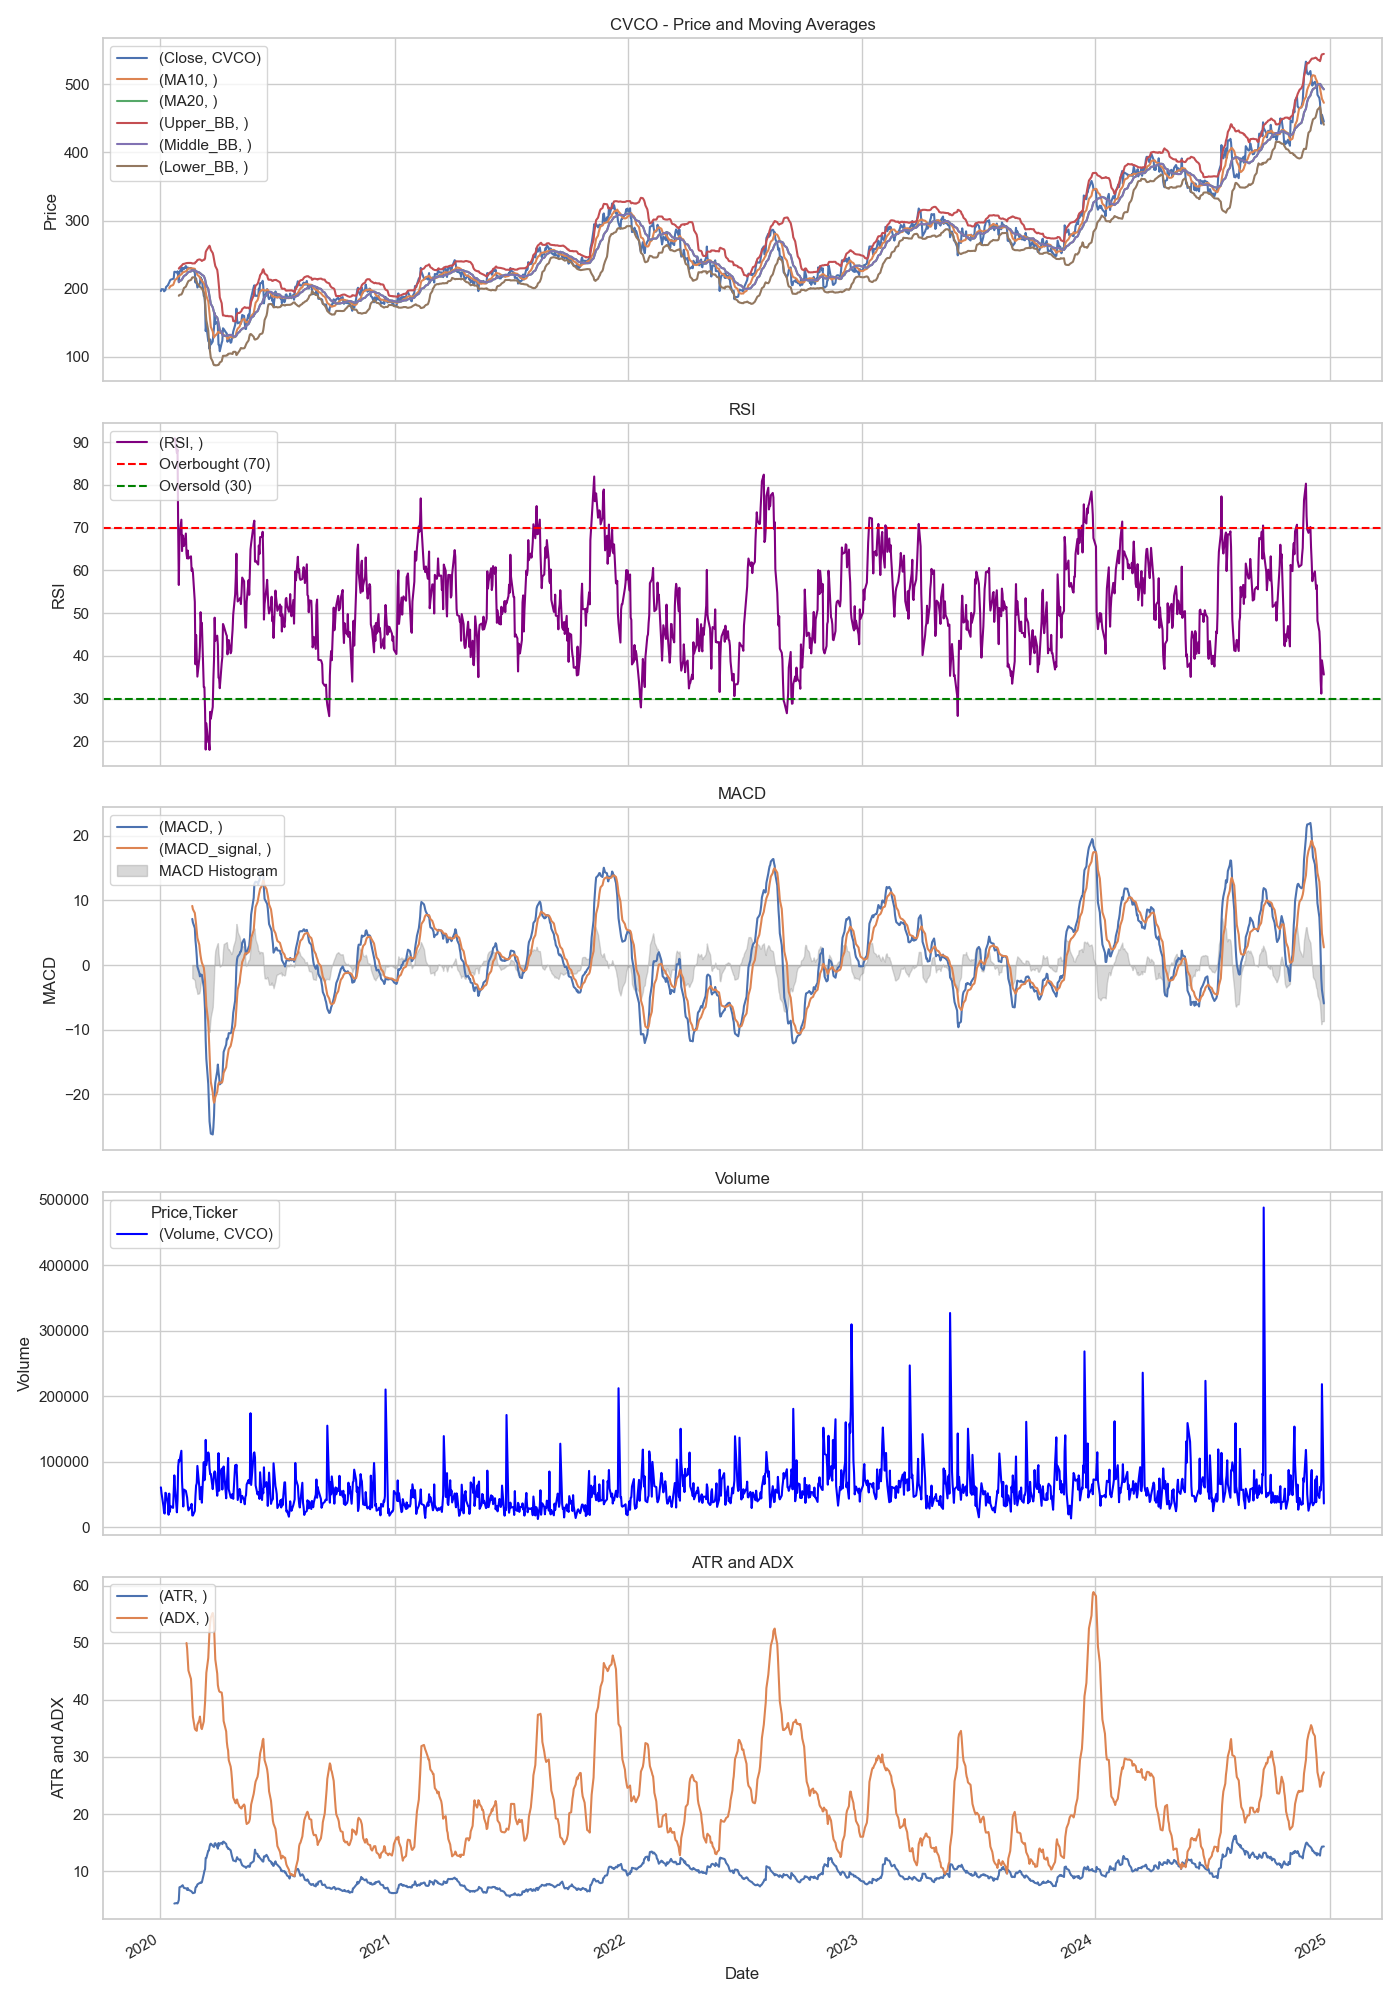 CVCO - Price and Moving Averages
(Close, CVCO)
(MA10, )
(MA20, )
(Upper_BB, )
(Middle_BB, )
(Lower_BB, )
500
400
300
200
100
Price
RSI
(RSI, )
Overbought (70)
Oversold (30)
90
80
70
60
50
40
30
20
RSI
MACD
(MACD, )
(MACD_signal, )
MACD Histogram
20
10
0
−10
−20
MACD
Volume
Price,Ticker
(Volume, CVCO)
500000
400000
300000
200000
100000
0
Volume
ATR and ADX
(ATR, )
(ADX, )
60
50
40
30
20
10
ATR and ADX
2020
2021
2022
2023
2024
2025
Date